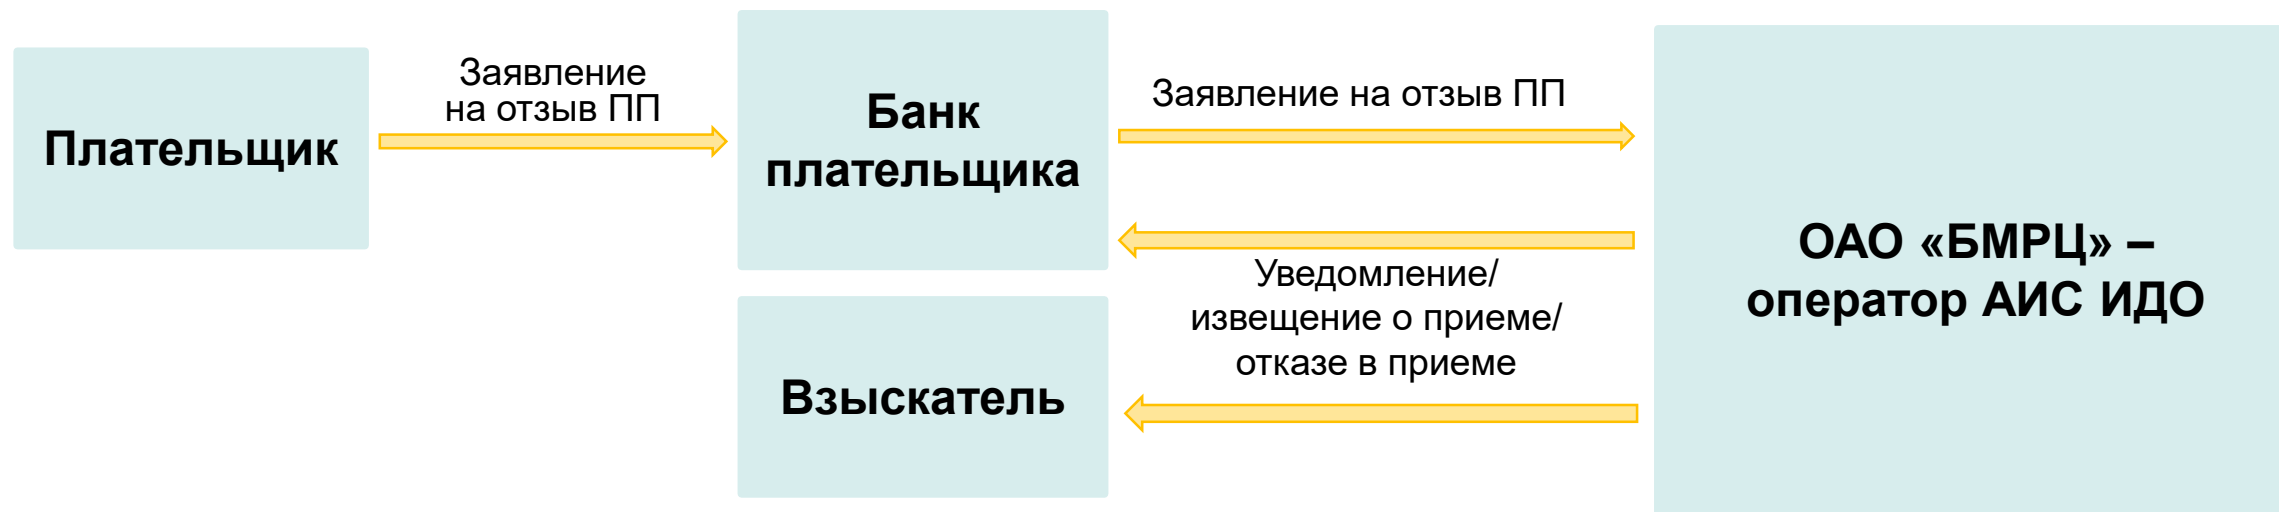 Плательщик
Заявление
на отзыв ПП
Банк
плательщика
Заявление на отзыв ПП
Уведомление/
извещение о приеме/
отказе в приеме
Взыскатель
ОАО «БМРЦ» –
оператор АИС ИДО